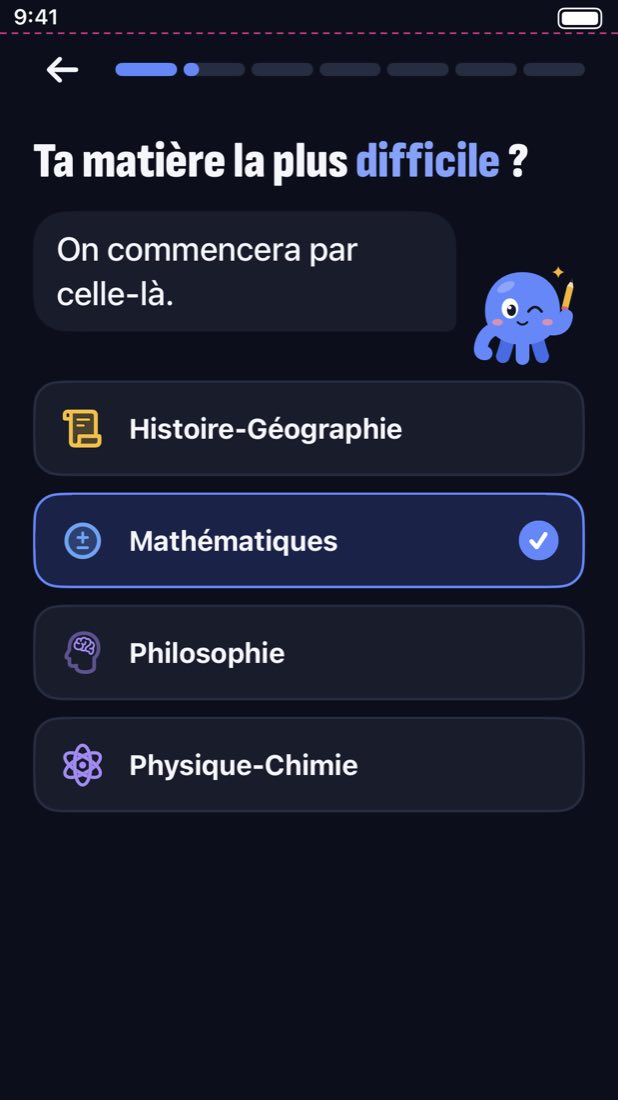 9:41
Ta matière la plus difficile ?
On commencera par
celle-là.
Histoire-Géographie
Mathématiques
Philosophie
Physique-Chimie